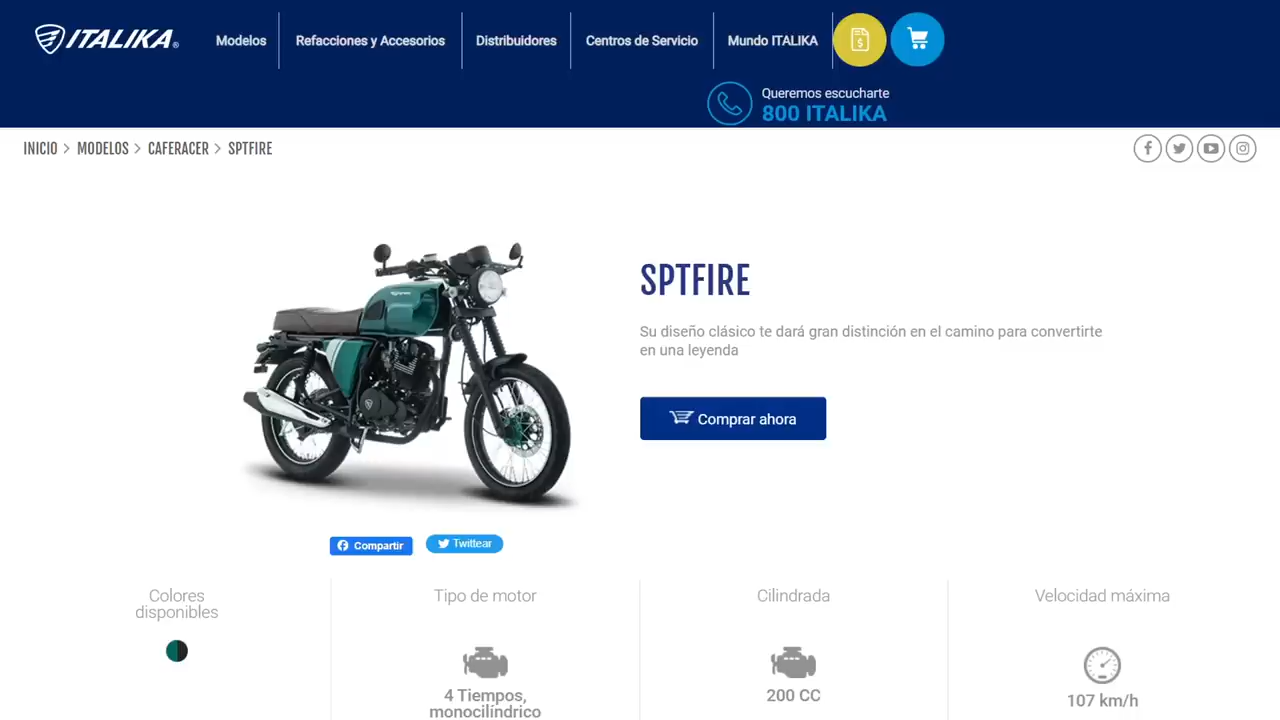 ITALIKA
Modelos
Refacciones y Accesorios
Distribuidores
Centros de Servicio
Mundo ITALIKA
Queremos escucharte
800 ITALIKA
INICIO > MODELOS > CAFERACER > SPTFIRE
SPTFIRE
Su diseño clásico te dará gran distinción en el camino para convertirte
en una leyenda
Comprar ahora
Compartir
Twittear
Colores
disponibles
Tipo de motor
4 Tiempos,
monocilíndrico
Cilindrada
200 CC
Velocidad máxima
107 km/h